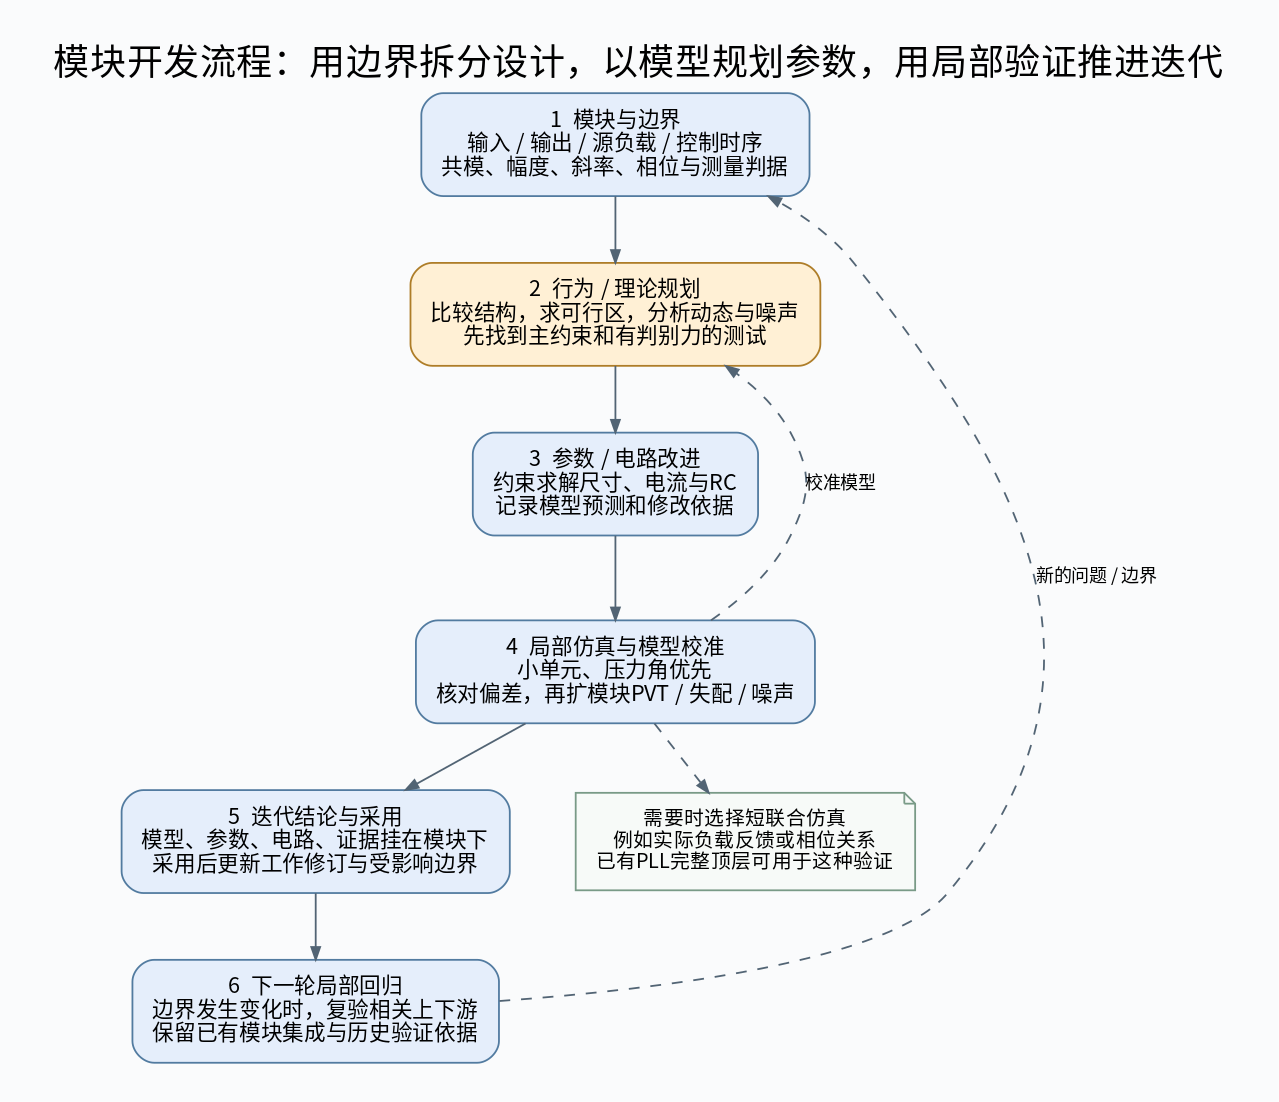 模块开发流程：用边界拆分设计，以模型规划参数，用局部验证推进迭代
1 模块与边界
输入 / 输出 / 源负载 / 控制时序
共模、幅度、斜率、相位与测量判据
2 行为 / 理论规划
比较结构，求可行区，分析动态与噪声
先找到主约束和有判别力的测试
3 参数 / 电路改进
约束求解尺寸、电流与RC
记录模型预测和修改依据
校准模型
新的问题 / 边界
4 局部仿真与模型校准
小单元、压力角优先
核对偏差，再扩模块PVT / 失配 / 噪声
5 迭代结论与采用
模型、参数、电路、证据挂在模块下
采用后更新工作修订与受影响边界
需要时选择短联合仿真
例如实际负载反馈或相位关系
已有PLL完整顶层可用于这种验证
6 下一轮局部回归
边界发生变化时，复验相关上下游
保留已有模块集成与历史验证依据